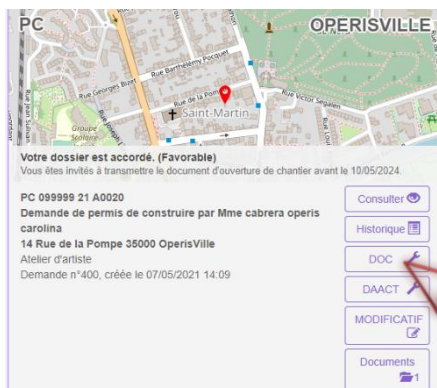 PC
OPERISVILLE
Rue Barthélémy Pocquet
Rue Georges Bizet
Rue de la Pom
Rue Victor Segalen
Saint-Martin
Groupe
Scolaire
Votre dossier est accordé. (Favorable)
Vous êtes invités à transmettre le document d'ouverture de chantier avant le 10/05/2024.
PC 099999 21 A0020
Demande de permis de construire par Mme cabrera operis
carolina
14 Rue de la Pompe 35000 OperisVille
Atelier d'artiste
Demande n°400, créée le 07/05/2021 14:09
Consulter
Historique
DOC
DAACT
MODIFICATIF
Documents
1